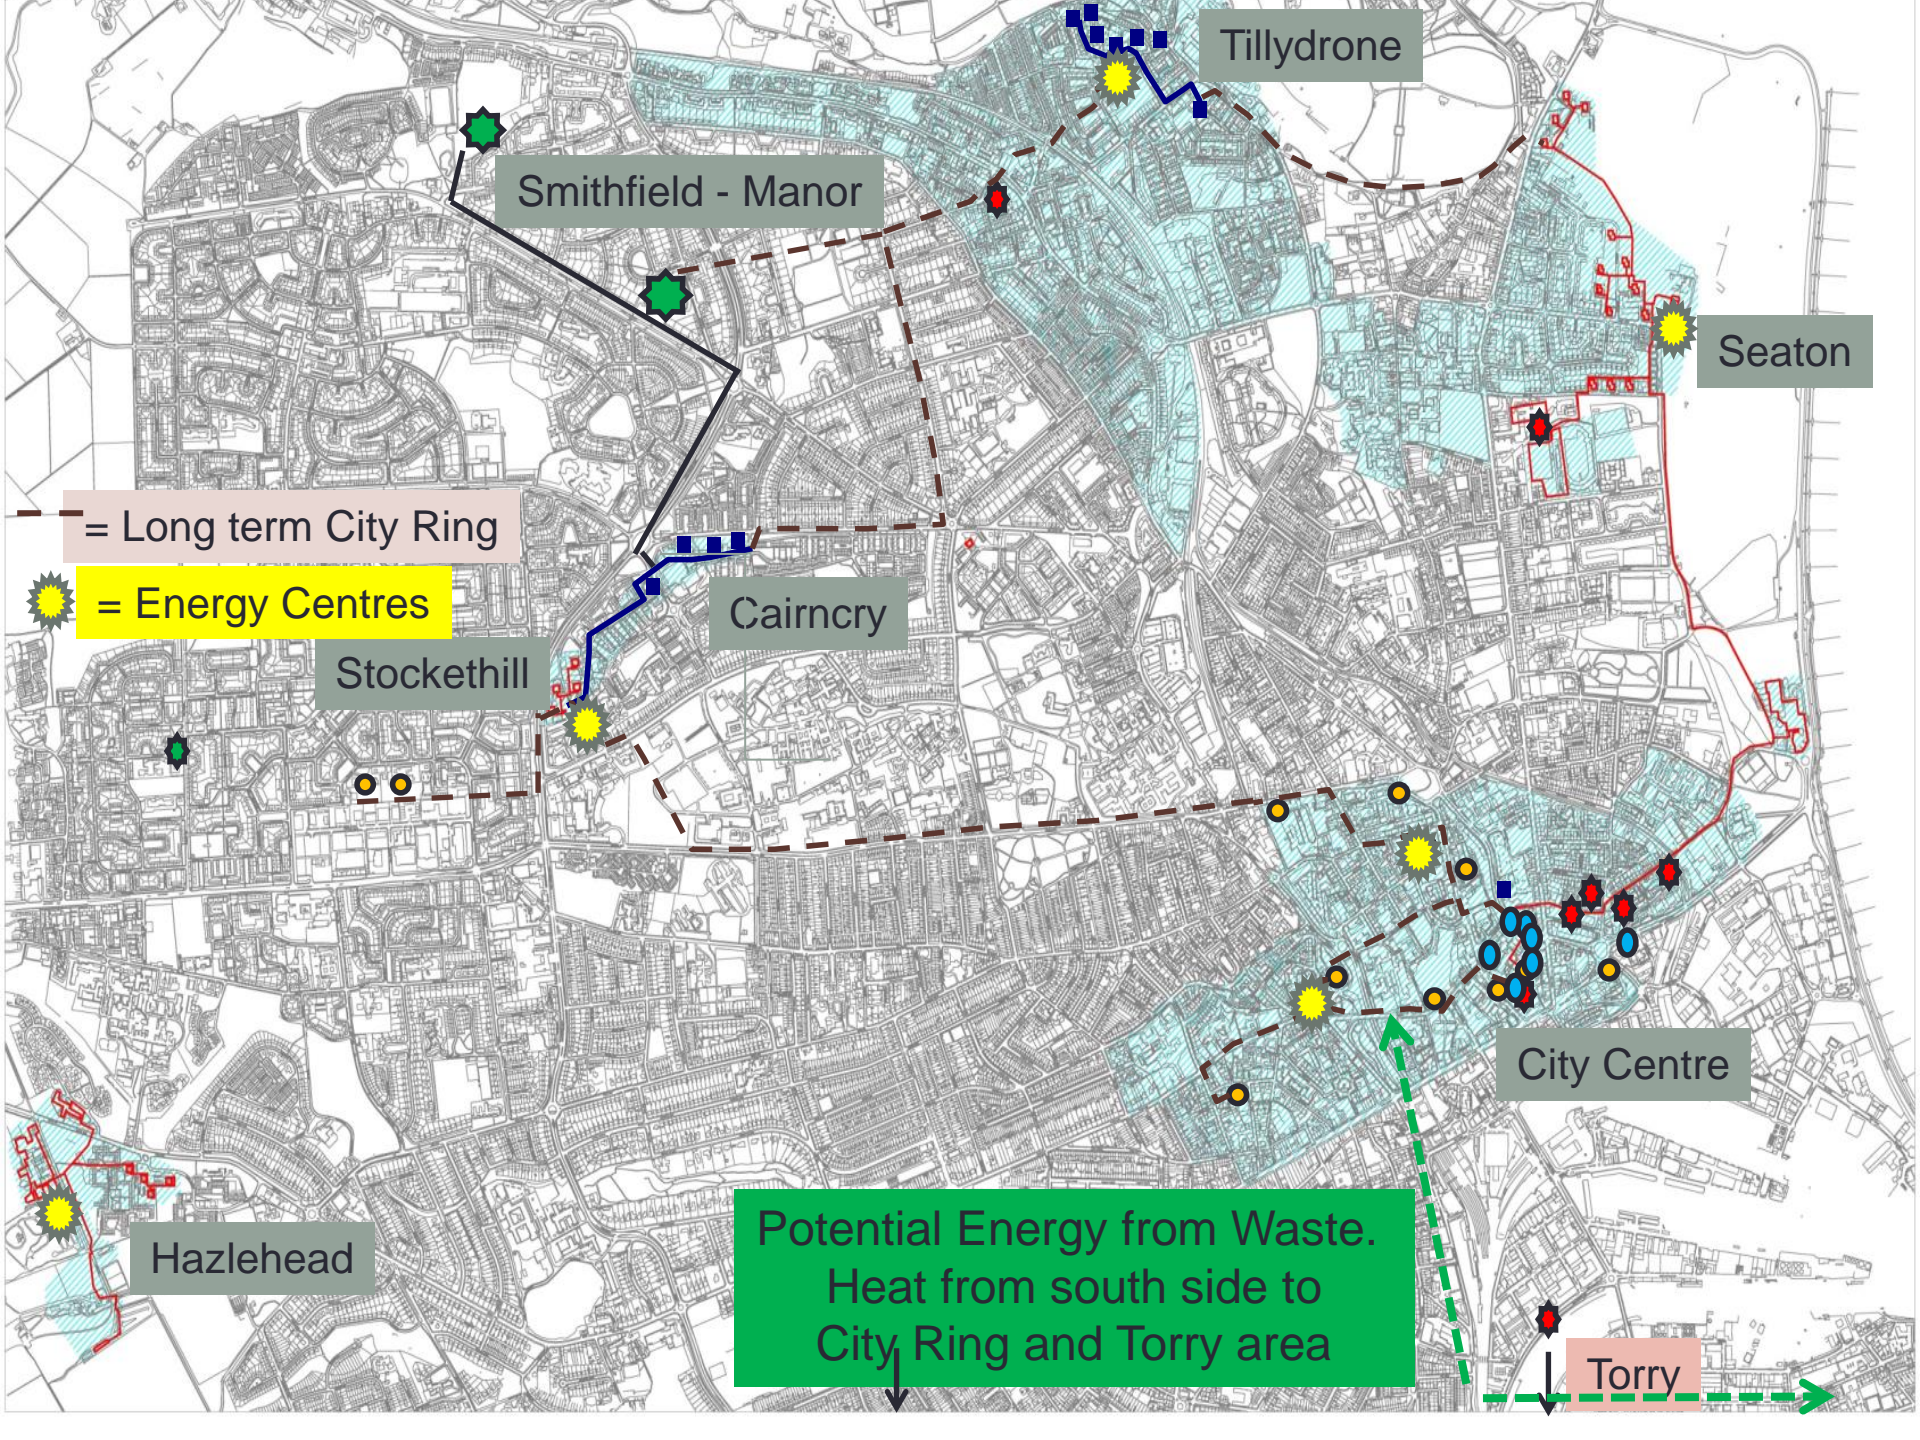 Tillydrone
Smithfield - Manor
Seaton
= Long term City Ring
= Energy Centres
Cairncry
Stockethill
City Centre
Hazlehead
Potential Energy from Waste.
Heat from south side to
City Ring and Torry area
Torry